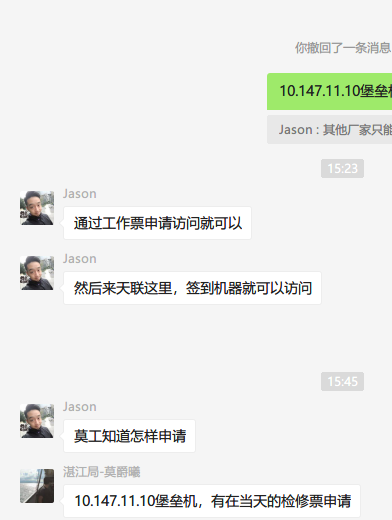 你撤回了一条消息
10.147.11.10堡垒
Jason : 其他厂家只能
15:23
Jason
通过工作票申请访问就可以
Jason
然后来天联这里，签到机器就可以访问
15:45
Jason
莫工知道怎样申请
湛江局-莫爵曦
10.147.11.10堡垒机，有在当天的检修票申请